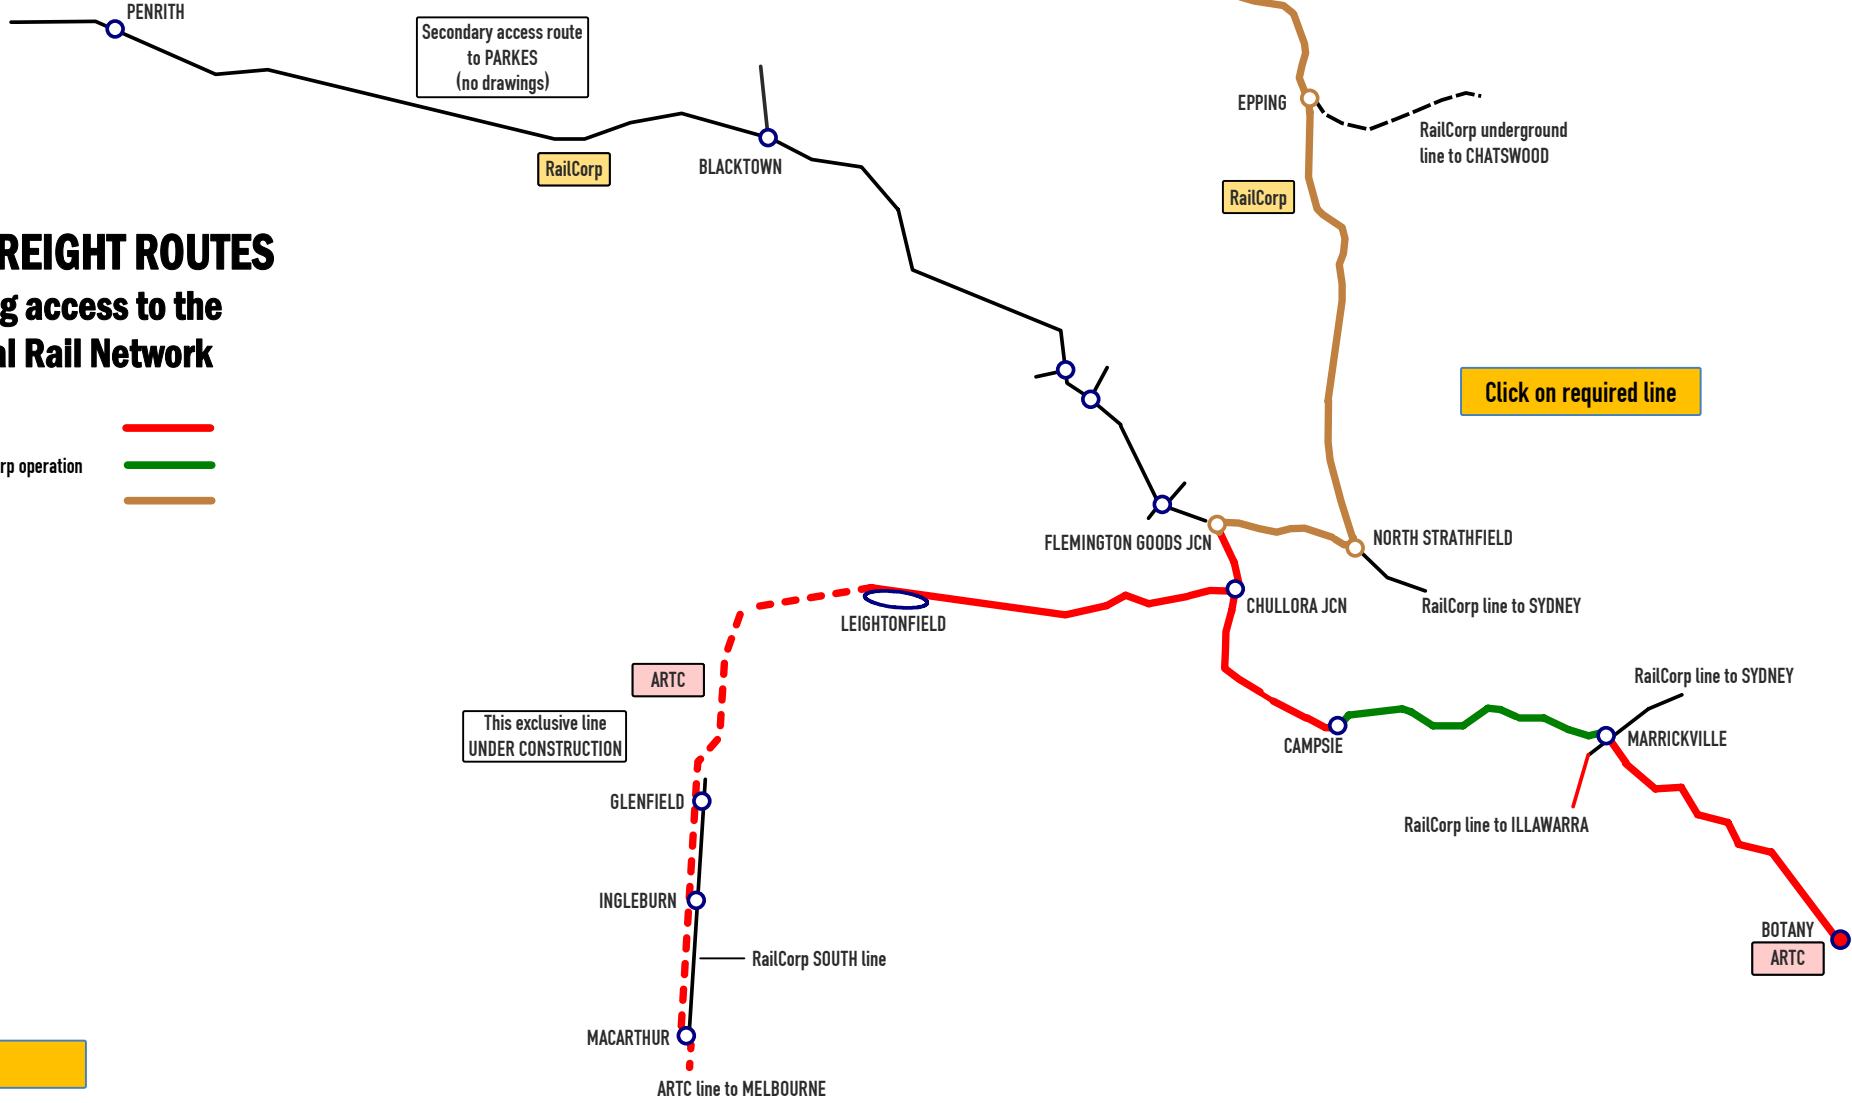 PENRITH
Secondary access route
to PARKES
(no drawings)
EPPING
RailCorp underground
line to CHATSWOOD
RailCorp
BLACKTOWN
RailCorp
REIGHT ROUTES
g access to the
al Rail Network
Click on required line
rp operation
FLEMINGTON GOODS JCN
NORTH STRATHFIELD
CHULLORA JCN
RailCorp line to SYDNEY
LEIGHTONFIELD
ARTC
RailCorp line to SYDNEY
This exclusive line
UNDER CONSTRUCTION
CAMPSIE
MARRICKVILLE
GLENFIELD
RailCorp line to ILLAWARRA
INGLEBURN
BOTANY
ARTC
RailCorp SOUTH line
MACARTHUR
ARTC line to MELBOURNE